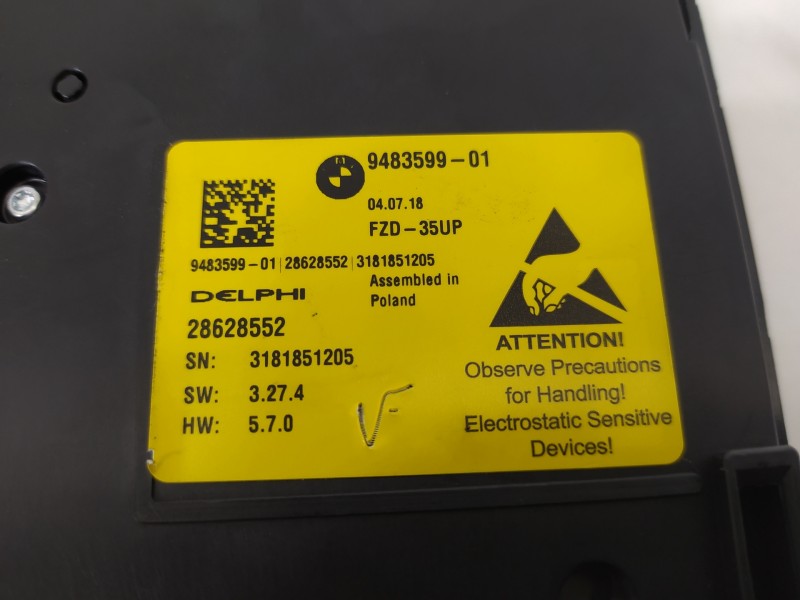 9483599-01
04.07.18
FZD-35UP
9483599-01 | 28628552 | 3181851205
Assembled in
Poland
DELPHI
28628552
SN: 3181851205
SW: 3.27.4
HW: 5.7.0
VF
ATTENTION!
Observe Precautions
for Handling!
Electrostatic Sensitive
Devices!